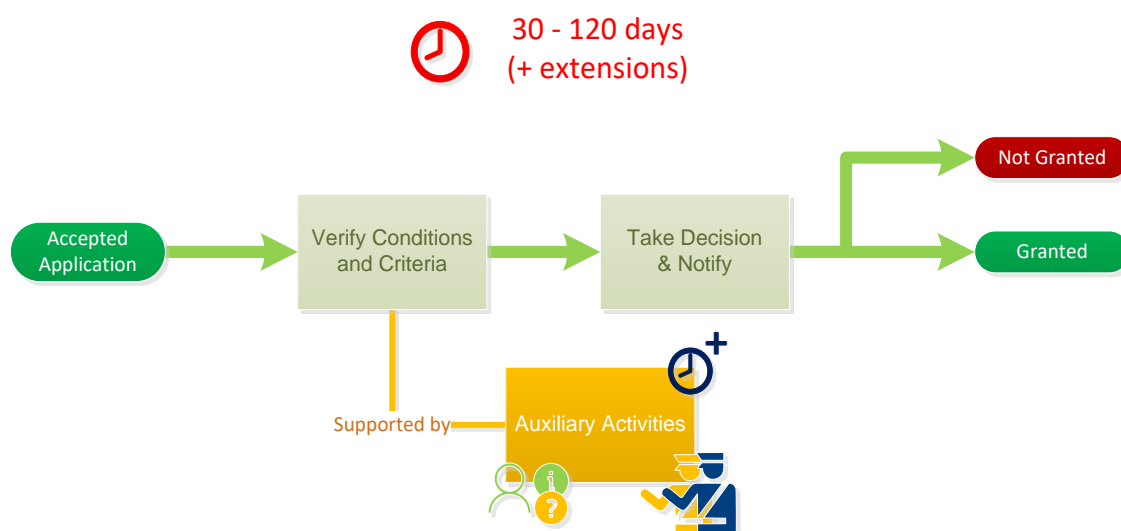 30 - 120 days
(+ extensions)
Not Granted
Accepted
Application
Verify Conditions
and Criteria
Take Decision
& Notify
Granted
Supported by
Auxiliary Activities
i
?